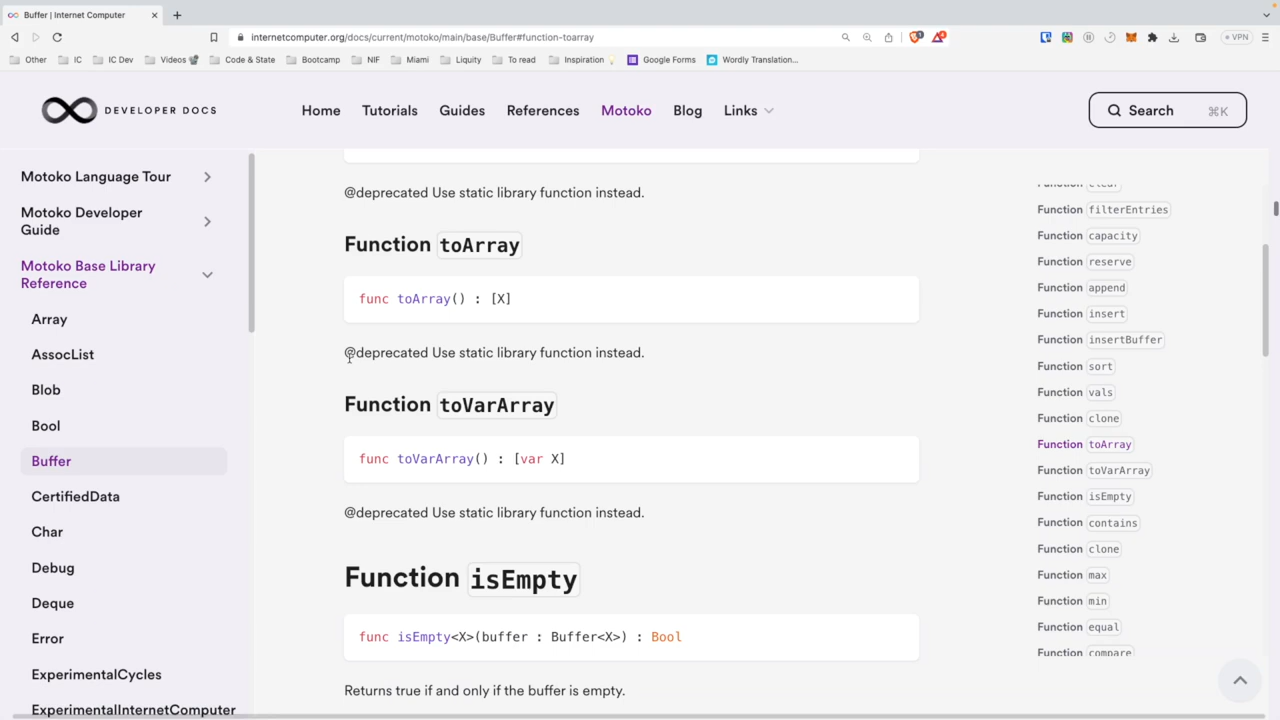 Buffer | Internet Computer
internetcomputer.org/docs/current/motoko/main/base/Buffer#function-toarray
VPN
Other IC IC Dev Videos Code & State Bootcamp NIF Miami Liquity To read Inspiration Google Forms Wordly Translation...
DEVELOPER DOCS
Home Tutorials Guides References Motoko Blog Links Search ⌘K
Motoko Language Tour
Motoko Developer
Guide
Motoko Base Library
Reference
Array
AssocList
Blob
Bool
Buffer
CertifiedData
Char
Debug
Deque
Error
ExperimentalCycles
ExperimentalInternetComputer
@deprecated Use static library function instead.
Function toArray
func toArray() : [X]
@deprecated Use static library function instead.
Function toVarArray
func toVarArray() : [var X]
@deprecated Use static library function instead.
Function isEmpty
func isEmpty<X>(buffer : Buffer<X>) : Bool
Returns true if and only if the buffer is empty.
Function clear
Function filterEntries
Function capacity
Function reserve
Function append
Function insert
Function insertBuffer
Function sort
Function vals
Function clone
Function toArray
Function toVarArray
Function isEmpty
Function contains
Function clone
Function max
Function min
Function equal
Function compare